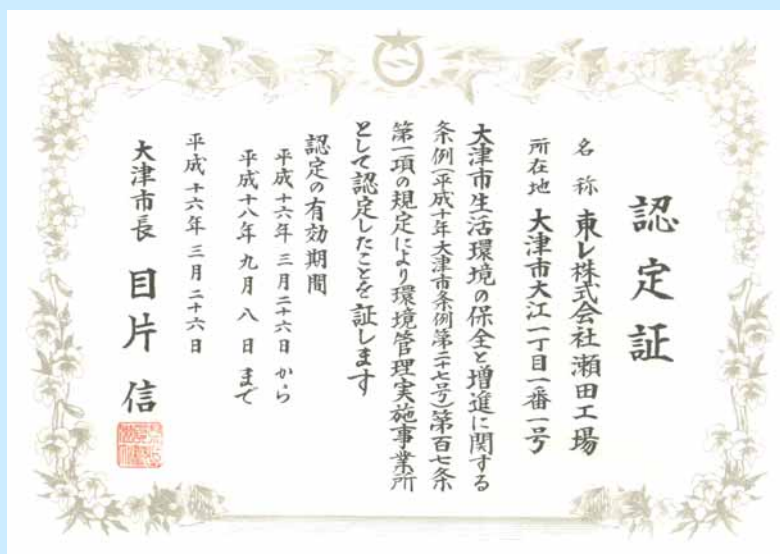 認定証
名称 東レ株式会社瀬田工場
所在地 大津市大江一丁目一番一号
大津市生活環境の保全と増進に関する
条例(平成十年大津市条例第二十七号)第百七条
第一項の規定により環境管理実施事業所
として認定したことを証します
認定の有効期間
平成十六年三月二十六日から
平成十八年九月八日まで
平成十六年三月二十六日
大津市長 目片信